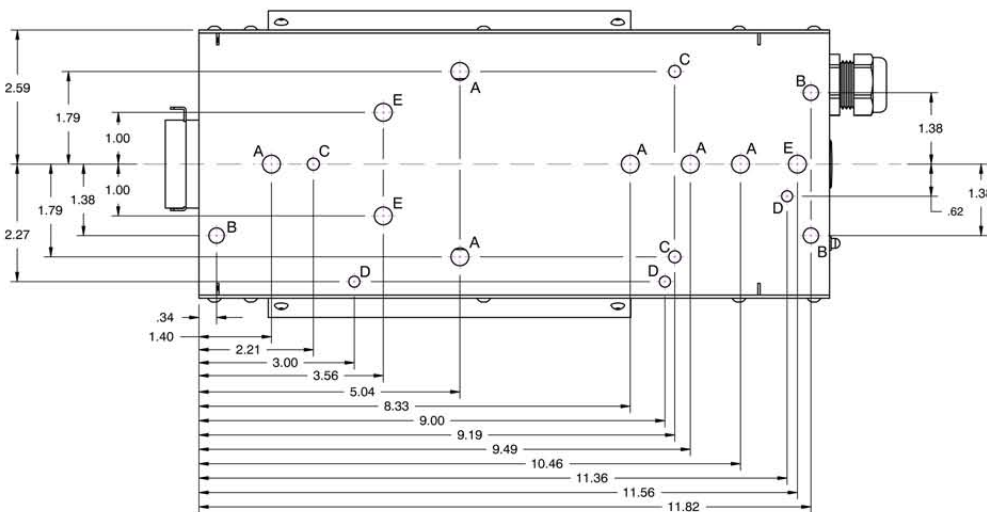 2.59
1.79
1.00
1.00
1.38
1.79
2.27
A
C
B
E
1.38
A
C
A
A
A
E
1.38
E
D
.62
B
A
C
B
D
D
.34
1.40
2.21
3.00
3.56
5.04
8.33
9.00
9.19
9.49
10.46
11.36
11.56
11.82